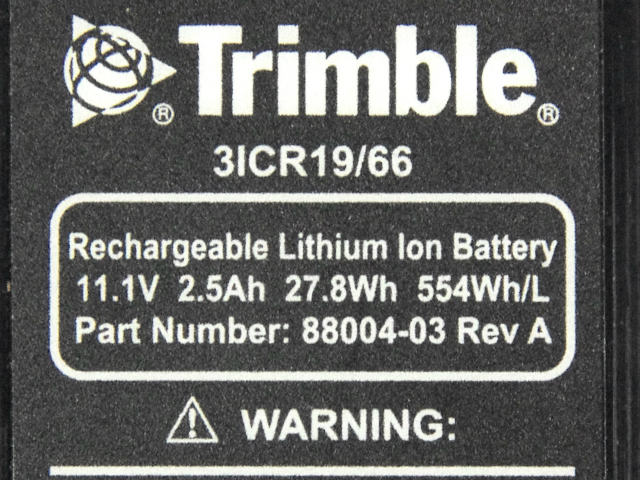 Trimble®
3ICR19/66
Rechargeable Lithium Ion Battery
11.1V 2.5Ah 27.8Wh 554Wh/L
Part Number: 88004-03 Rev A
WARNING: